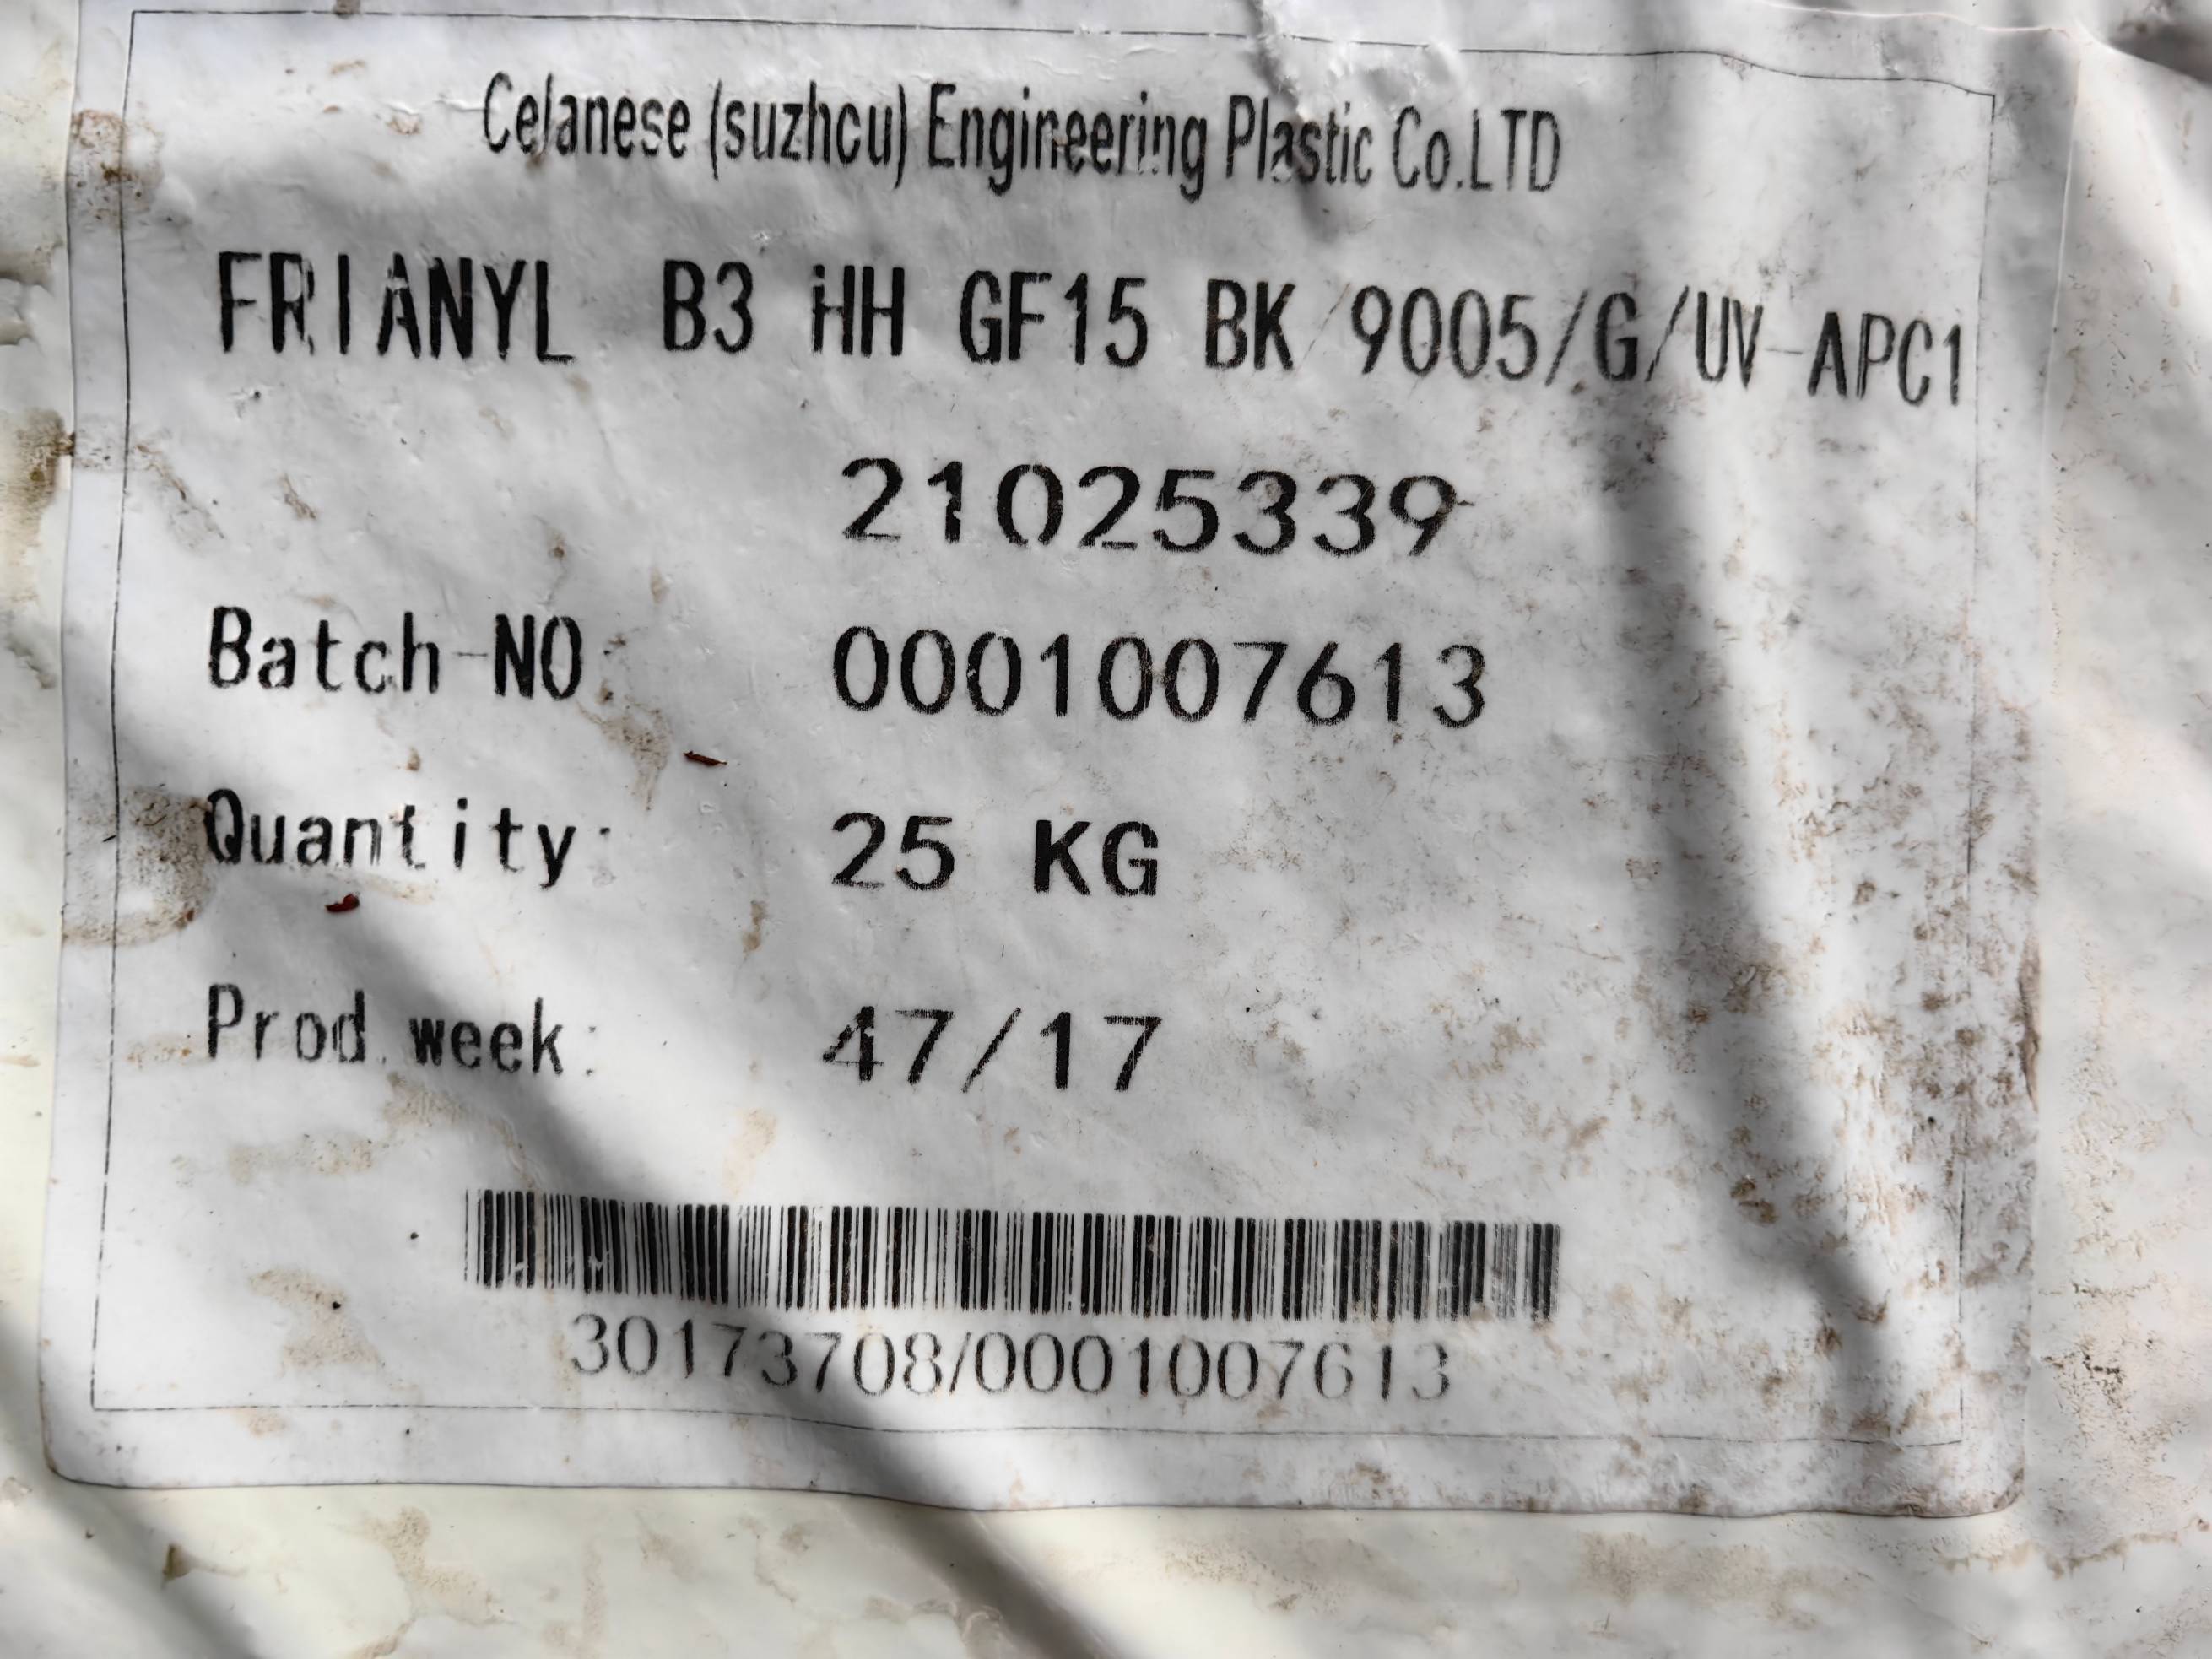 Celanese (suzhou) Engineering Plastic Co.LTD
FRIANYL B3 HH GF15 BK 9005/G/UV-APC1
21025339
Batch-NO: 0001007613
Quantity: 25 KG
Prod.week: 47/17
30173708/0001007613